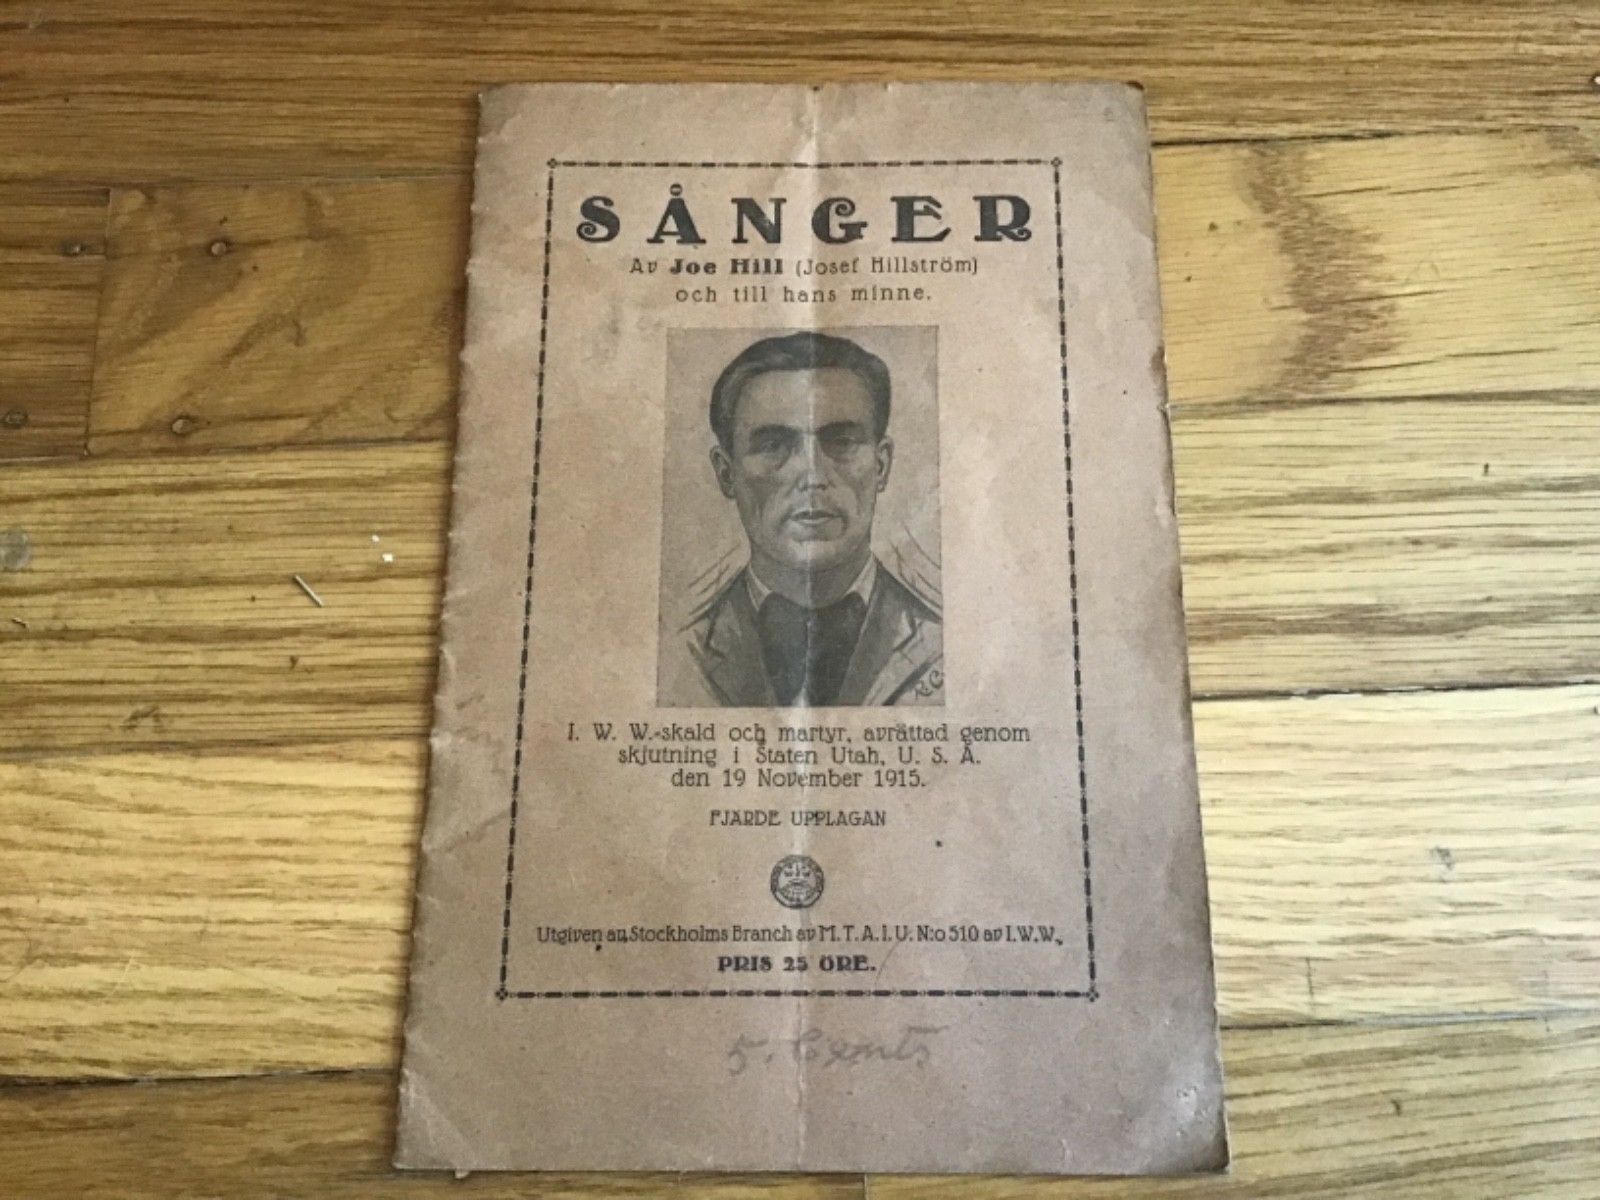 SÅNGER
Av Joe Hill (Josef Hillström)
och till hans minne.
I. W. W.-skald och martyr, avrättad genom
skjutning i Staten Utah, U. S. A.
den 19 November 1915.
FJÄRDE UPPLAGAN
Utgiven av Stockholms Branch av M. T. A. I. U. N:o 510 av I. W. W.
PRIS 25 ÖRE.
5. Cents